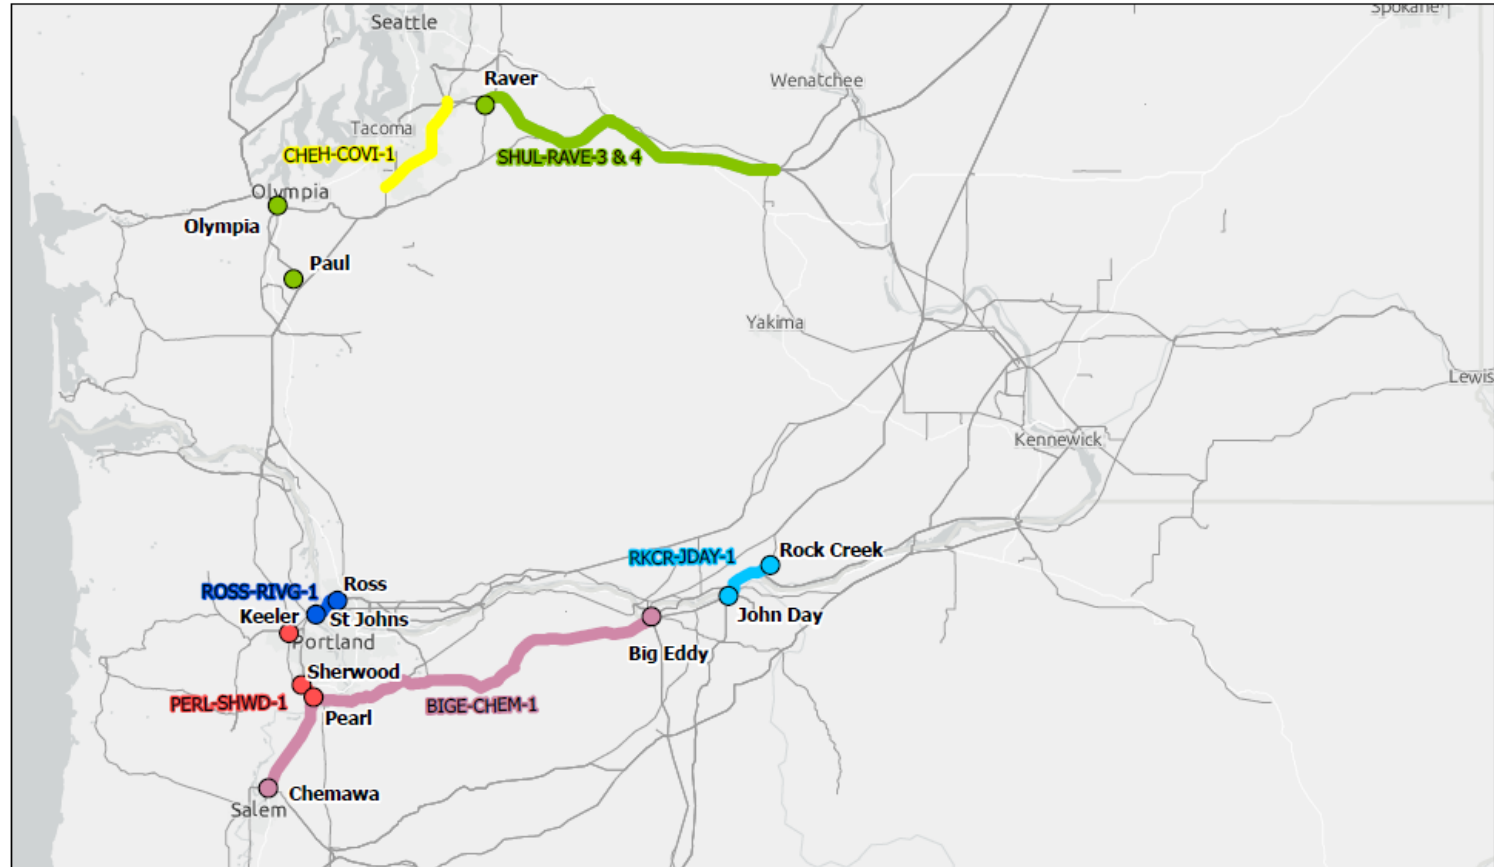 Seattle
Spokane
Raver
Wenatchee
Tacoma
CHEH-COVI-1
SHUL-RAVE-3 & 4
Olympia
Olympia
Paul
Yakima
Lewis
Kennewick
RKCR-JDAY-1
Rock Creek
ROSS-RIVG-1
Ross
Keeler
St Johns
John Day
Portland
Big Eddy
Sherwood
PERL-SHWD-1
BIGE-CHEM-1
Pearl
Chemawa
Salem